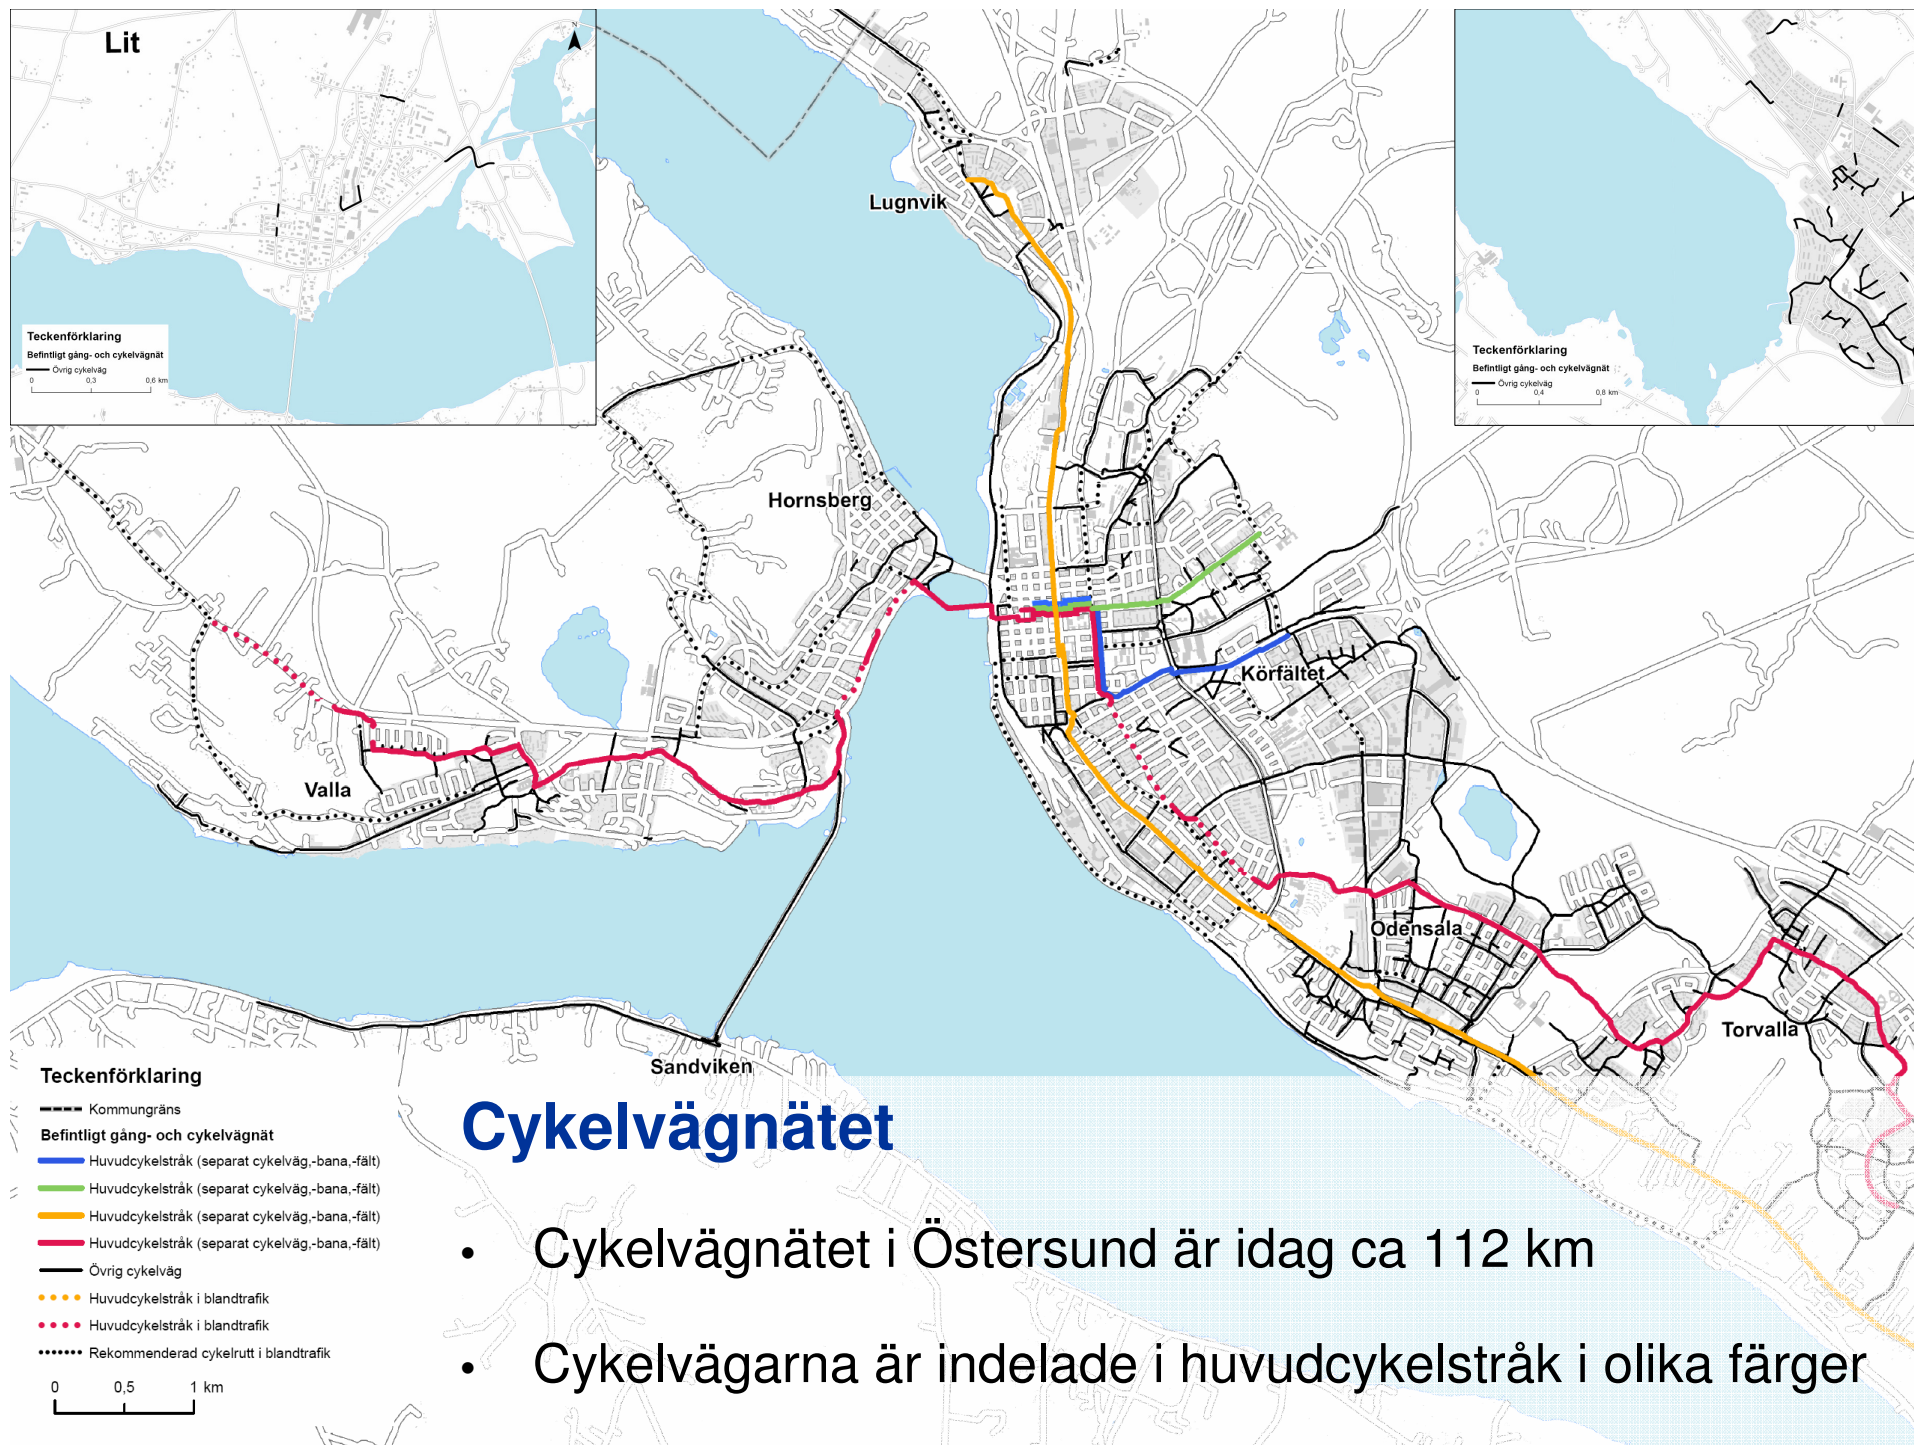 Lit
N
Teckenförklaring
Befintligt gång- och cykelvägnät
Övrig cykelväg
0 0,3 0,6 km
Teckenförklaring
Befintligt gång- och cykelvägnät
Övrig cykelväg
0 0,4 0,8 km
Lugnvik
Hornsberg
Körfältet
Valla
Odensala
Torvalla
Sandviken
Teckenförklaring
Kommungräns
Befintligt gång- och cykelvägnät
Huvudcykelstråk (separat cykelväg,-bana,-fält)
Huvudcykelstråk (separat cykelväg,-bana,-fält)
Huvudcykelstråk (separat cykelväg,-bana,-fält)
Huvudcykelstråk (separat cykelväg,-bana,-fält)
Övrig cykelväg
Huvudcykelstråk i blandtrafik
Huvudcykelstråk i blandtrafik
Rekommenderad cykelrutt i blandtrafik
0 0,5 1 km
Cykelvägnätet
• Cykelvägnätet i Östersund är idag ca 112 km
• Cykelvägarna är indelade i huvudcykelstråk i olika färger